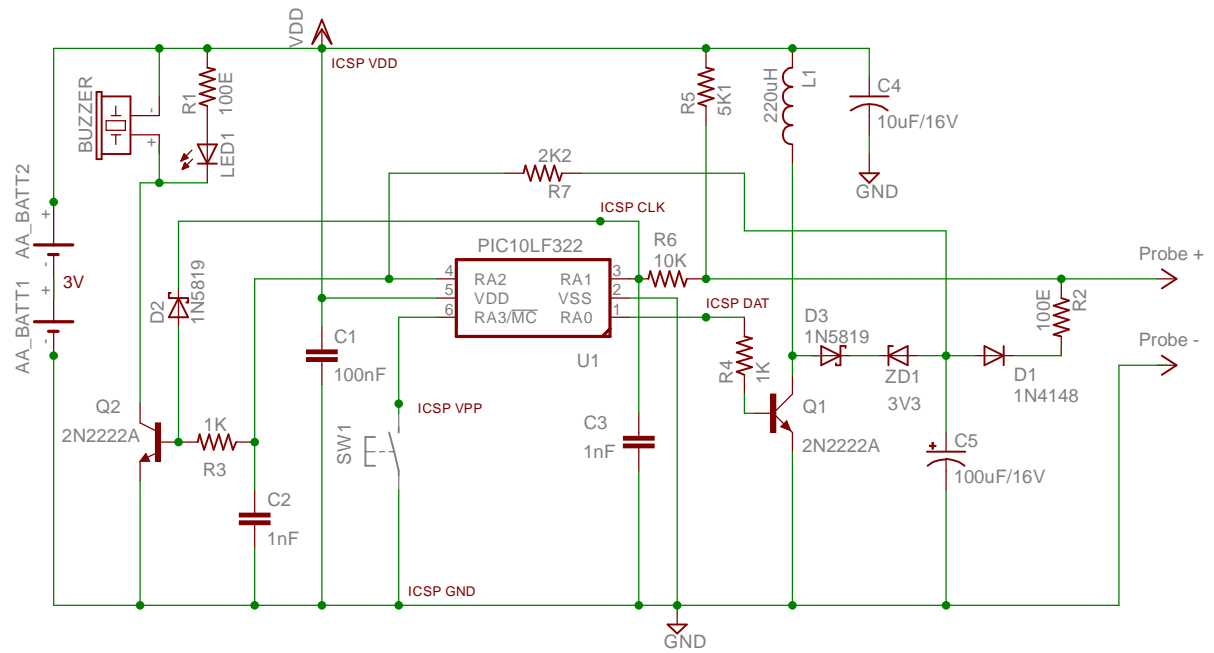 VDD
ICSP VDD
BUZZER
-
+
R1
100E
LED1
R5
5K1
220uH
L1
C4
10uF/16V
GND
2K2
R7
AA_BATT2
+
-
3V
AA_BATT1
+
-
ICSP CLK
PIC10LF322
4 RA2 RA1 3
5 VDD VSS 2
6 RA3/MC RA0 1
U1
R6
10K
ICSP DAT
Probe +
Probe -
100E
R2
D2
1N5819
C1
100nF
R4
1K
D3
1N5819
ZD1
3V3
D1
1N4148
Q2
2N2222A
1K
R3
ICSP VPP
SW1
C3
1nF
Q1
2N2222A
+
C5
100uF/16V
C2
1nF
ICSP GND
GND